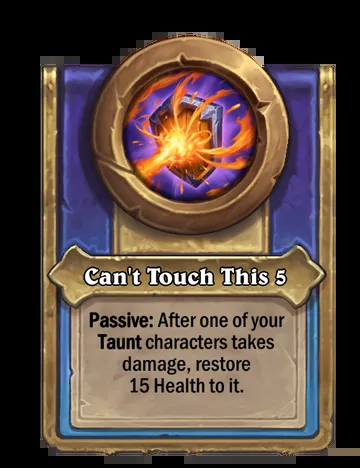 Can't Touch This 5
Passive: After one of your
Taunt characters takes
damage, restore
15 Health to it.